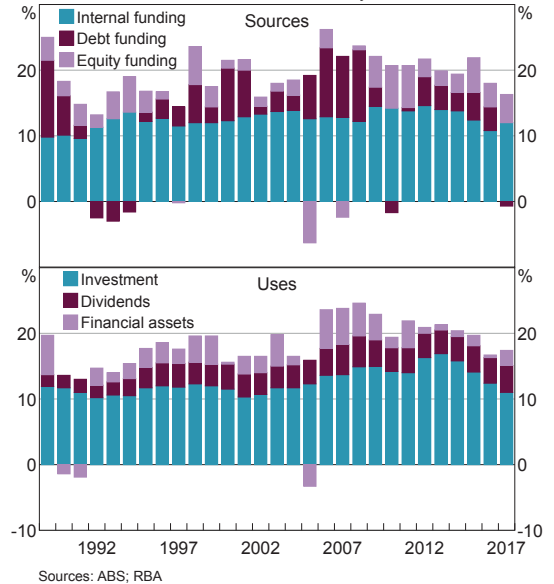 % Sources %
Internal funding
Debt funding
Equity funding
20 20
10 10
0 0
% Uses %
Investment
Dividends
Financial assets
20 20
10 10
0 0
-10 -10
1992 1997 2002 2007 2012 2017
Sources: ABS; RBA